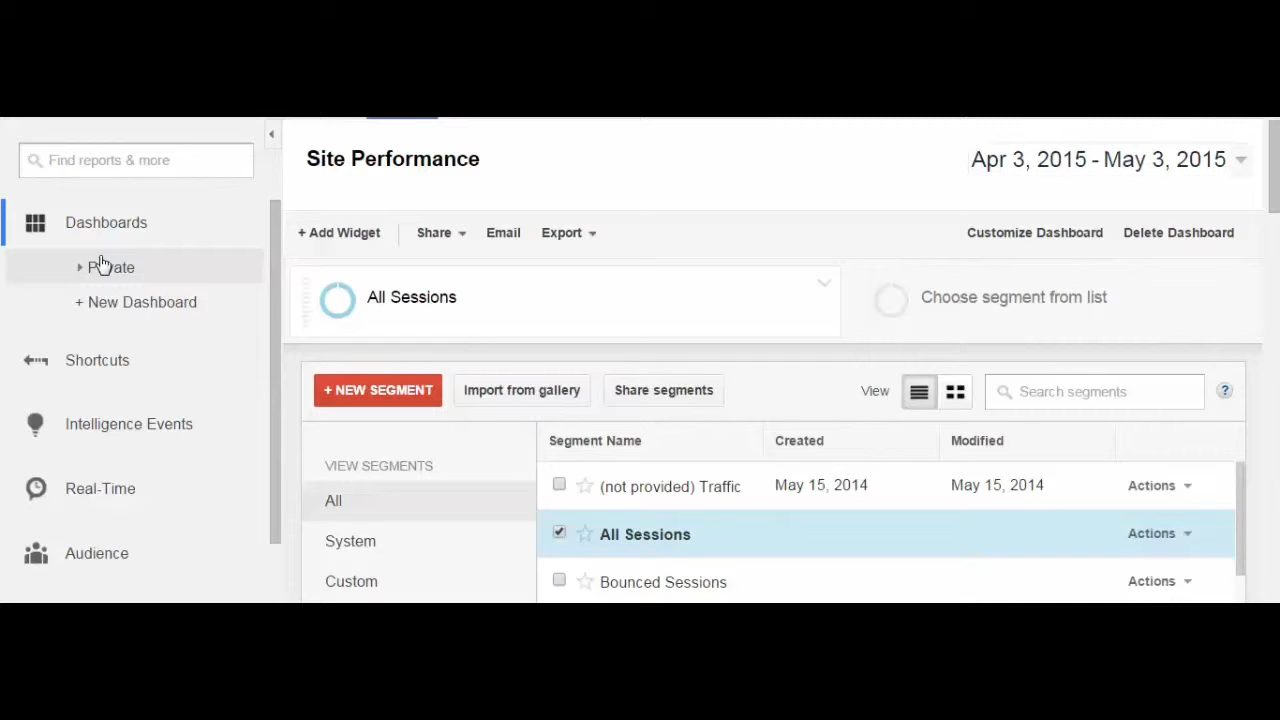 Find reports & more
Dashboards
Private
+ New Dashboard
Shortcuts
Intelligence Events
Real-Time
Audience
Site Performance
Apr 3, 2015 - May 3, 2015
+ Add Widget Share Email Export Customize Dashboard Delete Dashboard
All Sessions Choose segment from list
+ NEW SEGMENT Import from gallery Share segments View Search segments ?
VIEW SEGMENTS
All
System
Custom
Segment Name Created Modified
(not provided) Traffic May 15, 2014 May 15, 2014 Actions
All Sessions Actions
Bounced Sessions Actions